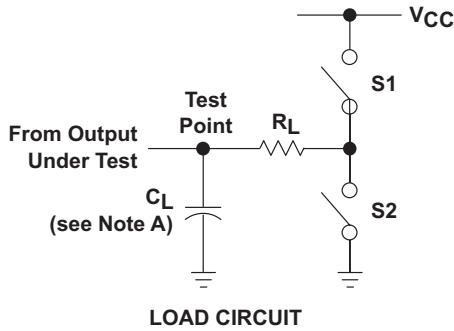 VCC
S1
Test
Point
RL
From Output
Under Test
CL
(see Note A)
S2
LOAD CIRCUIT